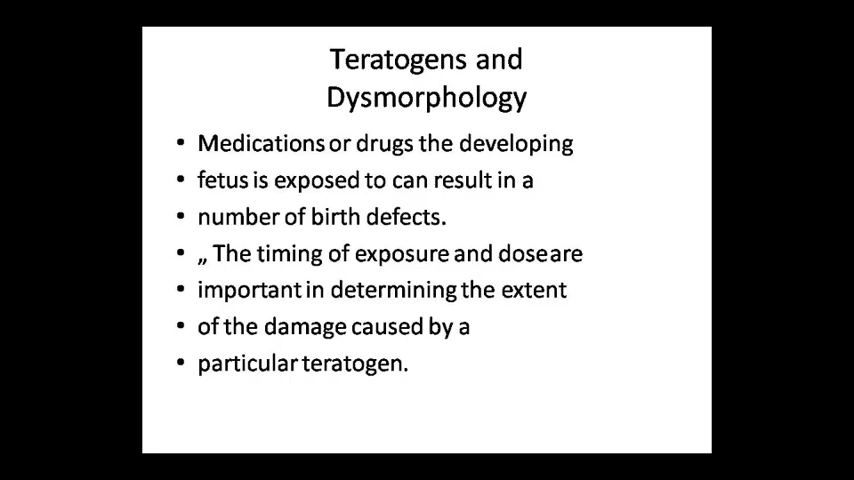 Teratogens and
Dysmorphology
• Medications or drugs the developing
• fetus is exposed to can result in a
• number of birth defects.
• „ The timing of exposure and dose are
• important in determining the extent
• of the damage caused by a
• particular teratogen.